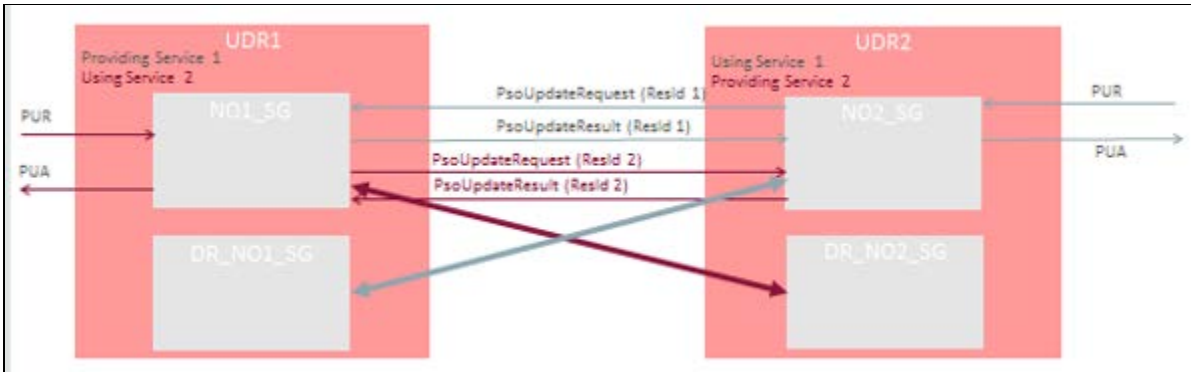 UDR1
Providing Service 1
Using Service 2
NO1_SG
DR_NO1_SG
PUR
PUA
PsoUpdateRequest (ResId 1)
PsoUpdateResult (ResId 1)
PsoUpdateRequest (ResId 2)
PsoUpdateResult (ResId 2)
UDR2
Using Service 1
Providing Service 2
NO2_SG
DR_NO2_SG
PUR
PUA